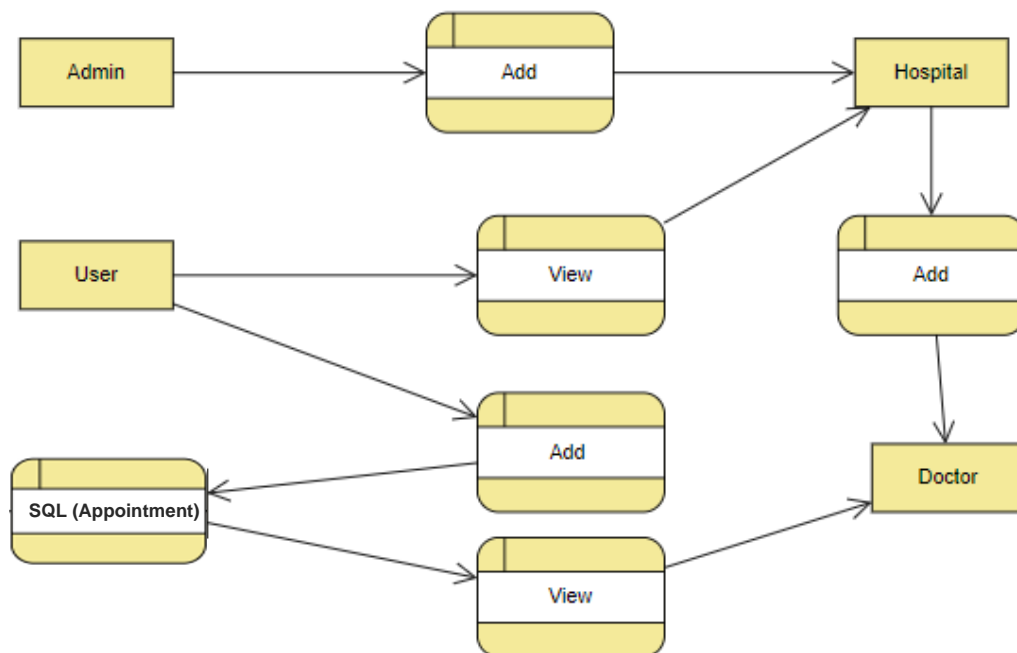 Admin
Add
Hospital
User
View
Add
Add
SQL (Appointment)
Doctor
View